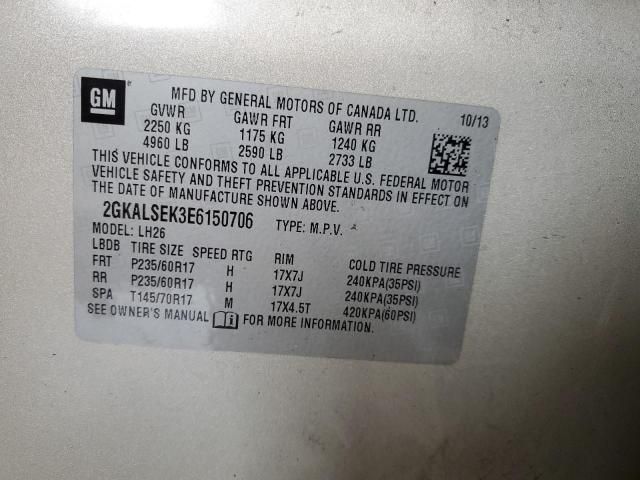 GM
MFD BY GENERAL MOTORS OF CANADA LTD. 10/13
GVWR GAWR FRT GAWR RR
2250 KG 1175 KG 1240 KG
4960 LB 2590 LB 2733 LB
THIS VEHICLE CONFORMS TO ALL APPLICABLE U.S. FEDERAL MOTOR
VEHICLE SAFETY AND THEFT PREVENTION STANDARDS IN EFFECT ON
THE DATE OF MANUFACTURE SHOWN ABOVE.
2GKALSEK3E6150706 TYPE: M.P.V.
MODEL: LH26
LBDB TIRE SIZE SPEED RTG RIM COLD TIRE PRESSURE
FRT P235/60R17 H 17X7J 240KPA(35PSI)
RR P235/60R17 H 17X7J 240KPA(35PSI)
SPA T145/70R17 M 17X4.5T 420KPA(60PSI)
SEE OWNER'S MANUAL FOR MORE INFORMATION.